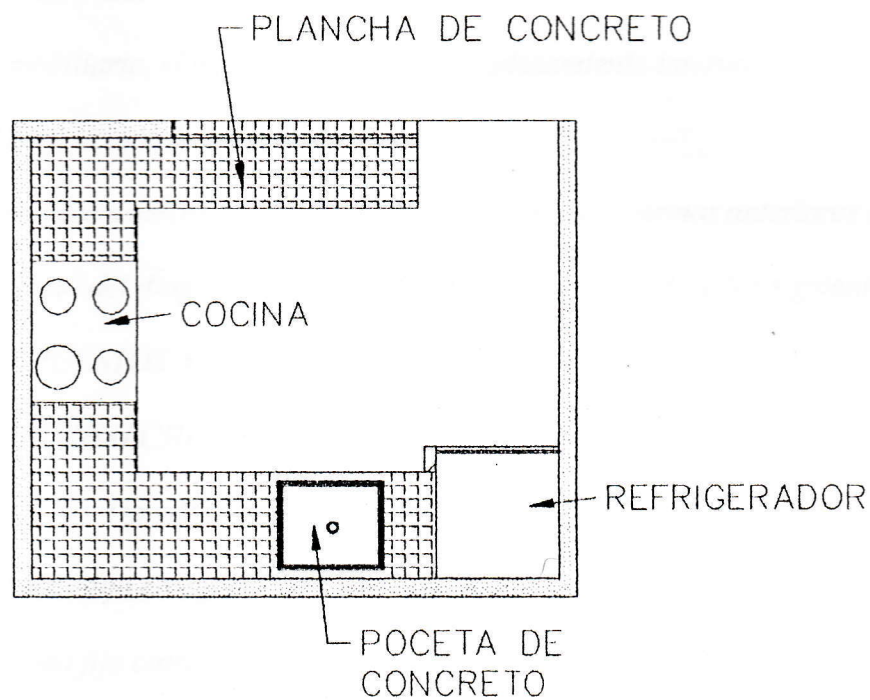 PLANCHA DE CONCRETO
COCINA
REFRIGERADOR
POCETA DE
CONCRETO